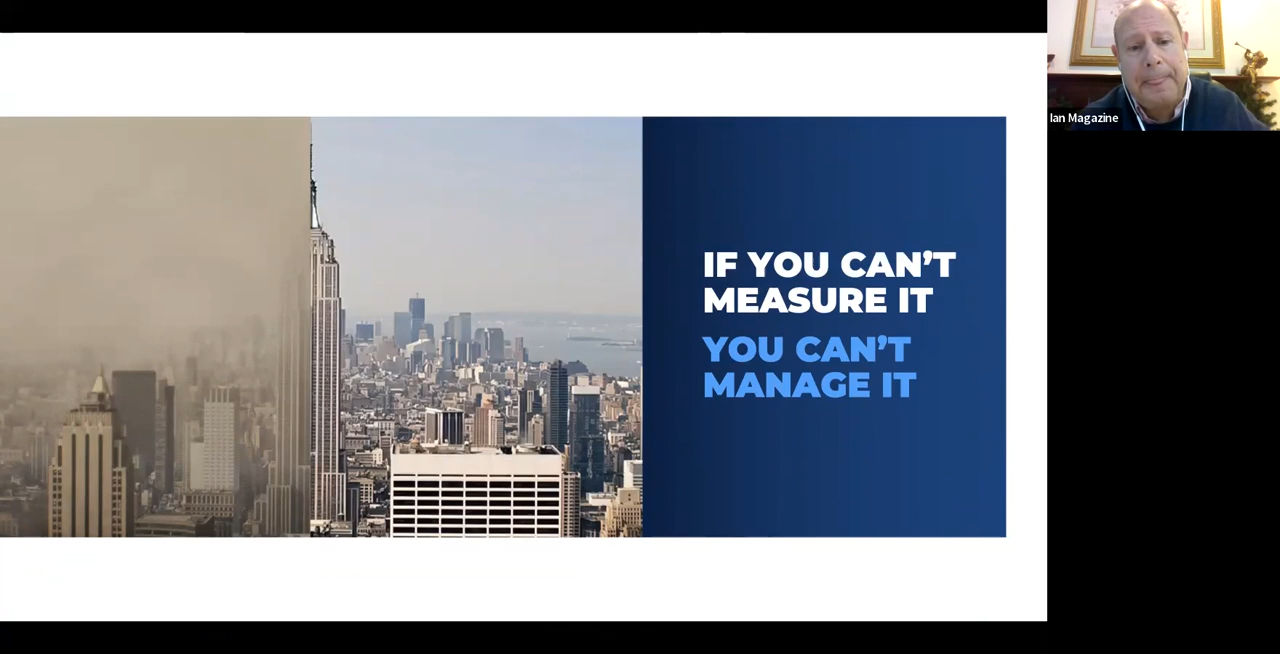 IF YOU CAN’T
MEASURE IT
YOU CAN’T
MANAGE IT
Ian Magazine